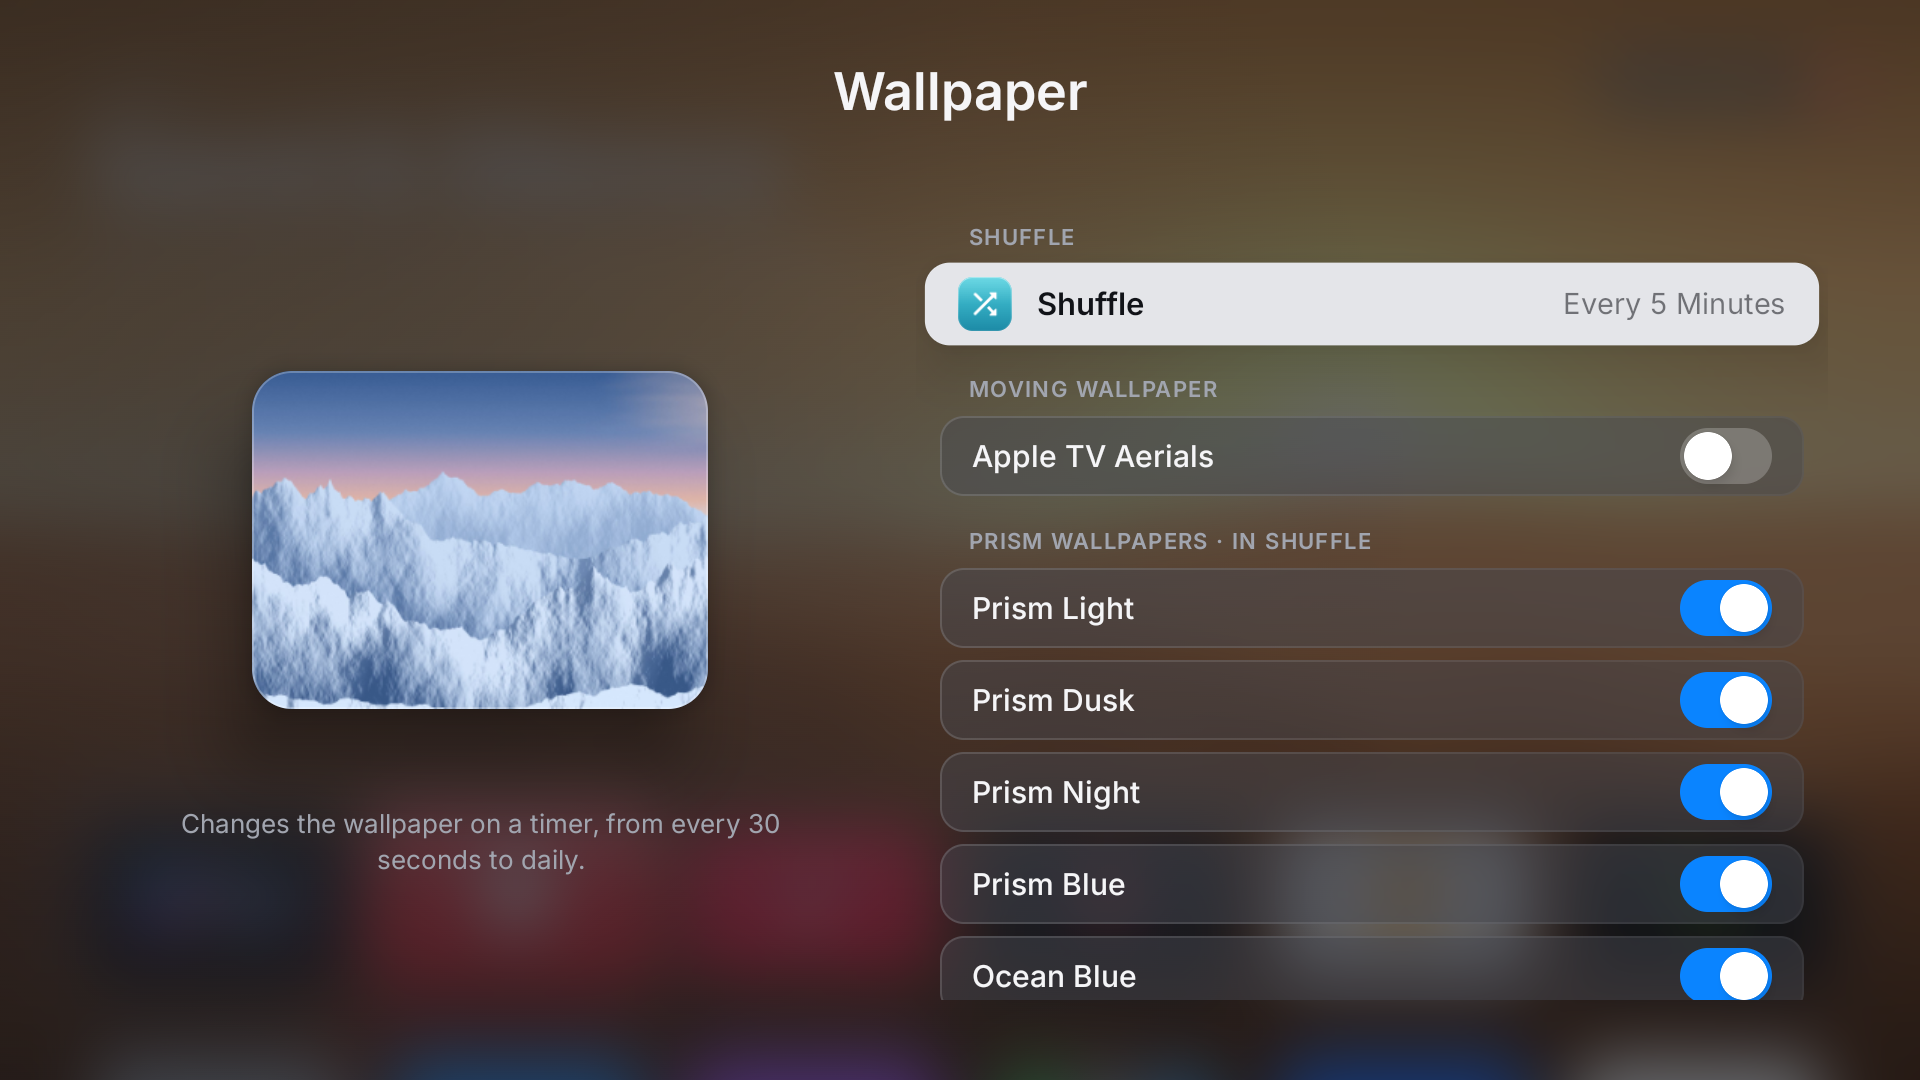 Wallpaper
SHUFFLE
Shuffle
Every 5 Minutes
MOVING WALLPAPER
Apple TV Aerials
PRISM WALLPAPERS · IN SHUFFLE
Prism Light
Prism Dusk
Prism Night
Prism Blue
Ocean Blue
Changes the wallpaper on a timer, from every 30
seconds to daily.